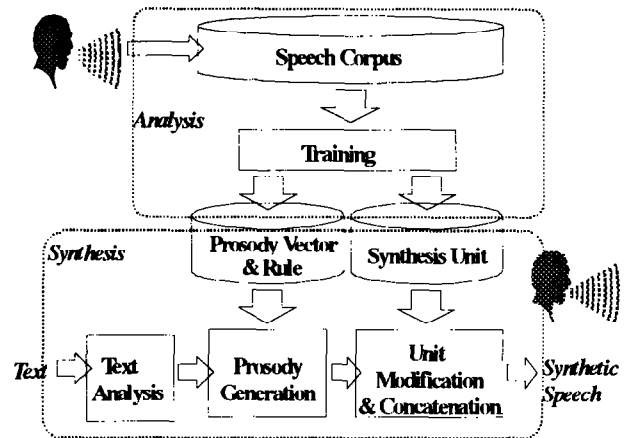 Speech Corpus
Analysis
Training
Prosody Vector
& Rule
Synthesis Unit
Synthesis
Text
Text
Analysis
Prosody
Generation
Unit
Modification
& Concatenation
Synthetic
Speech